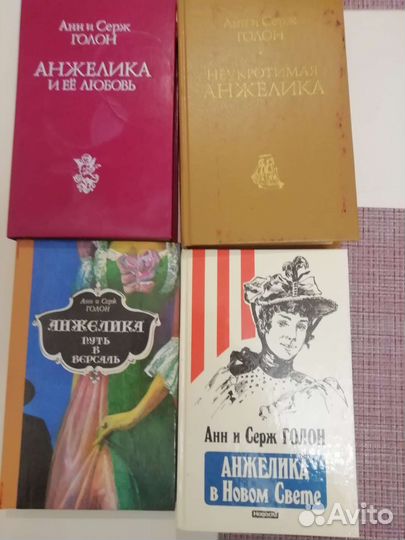 Анн и Серж
ГОЛОН
АНЖЕЛИКА
И ЕЁ ЛЮБОВЬ
Анн и Серж
ГОЛОН
НЕУКРОТИМАЯ
АНЖЕЛИКА
Анн и Серж
ГОЛОН
АНЖЕЛИКА
ПУТЬ В
ВЕРСАЛЬ
Анн и Серж ГОЛОН
АНЖЕЛИКА
в Новом Свете
Avito